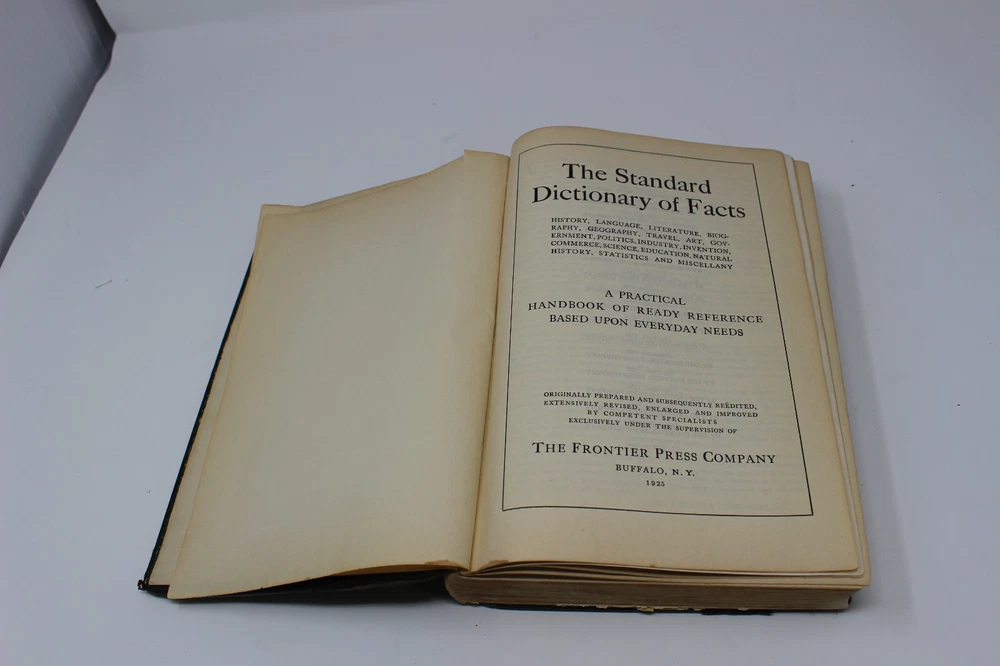 The Standard
Dictionary of Facts
HISTORY, LANGUAGE, LITERATURE, BIOG-
RAPHY, GEOGRAPHY, TRAVEL, ART, GOV-
ERNMENT, POLITICS, INDUSTRY, INVENTION,
COMMERCE, SCIENCE, EDUCATION, NATURAL
HISTORY, STATISTICS AND MISCELLANY
A PRACTICAL
HANDBOOK OF READY REFERENCE
BASED UPON EVERYDAY NEEDS
ORIGINALLY PREPARED AND SUBSEQUENTLY REËDITED,
EXTENSIVELY REVISED, ENLARGED AND IMPROVED
BY COMPETENT SPECIALISTS
EXCLUSIVELY UNDER THE SUPERVISION OF
THE FRONTIER PRESS COMPANY
BUFFALO, N. Y.
1925